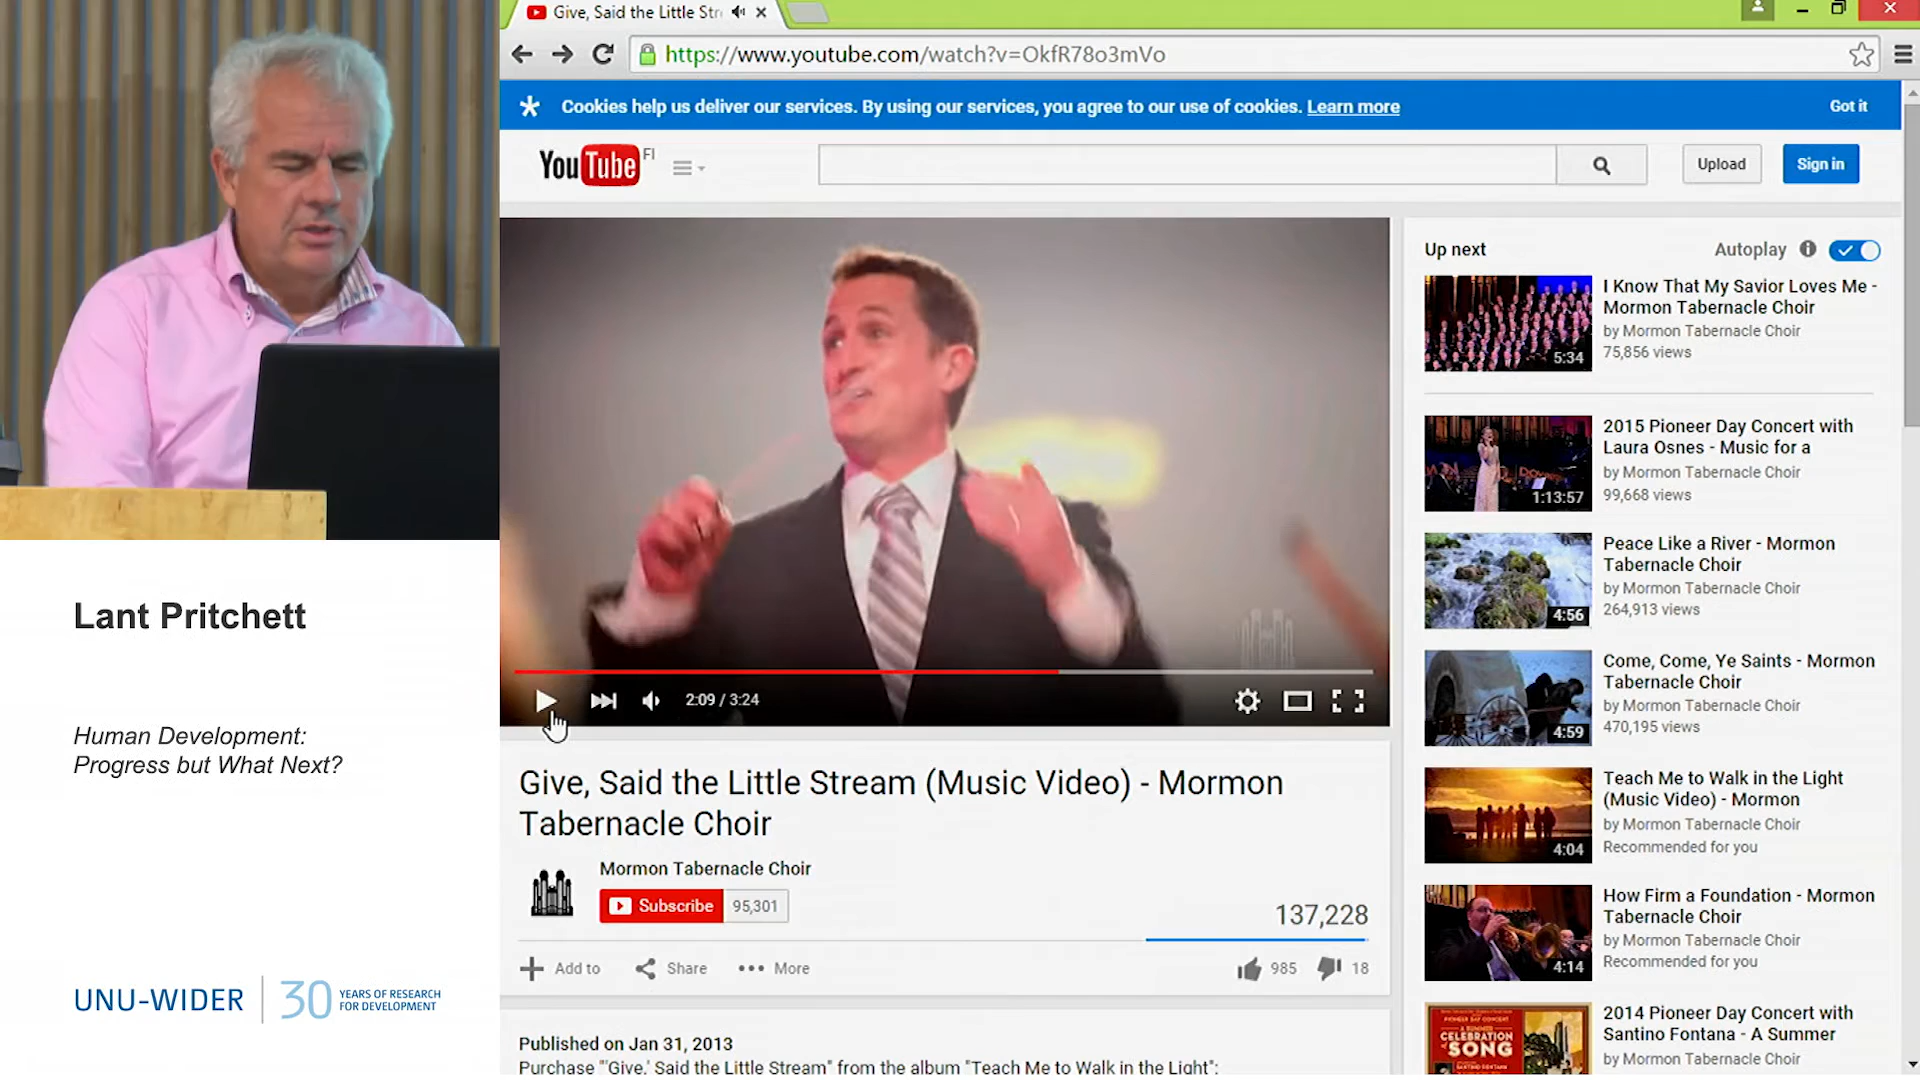 Give, Said the Little Str
https://www.youtube.com/watch?v=OkfR78o3mVo
Cookies help us deliver our services. By using our services, you agree to our use of cookies. Learn more
Got it
YouTube FI
Upload
Sign in
Up next
Autoplay
I Know That My Savior Loves Me -
Mormon Tabernacle Choir
by Mormon Tabernacle Choir
75,856 views
5:34
2015 Pioneer Day Concert with
Laura Osnes - Music for a
by Mormon Tabernacle Choir
99,668 views
1:13:57
Peace Like a River - Mormon
Tabernacle Choir
by Mormon Tabernacle Choir
264,913 views
4:56
Come, Come, Ye Saints - Mormon
Tabernacle Choir
by Mormon Tabernacle Choir
470,195 views
4:59
Teach Me to Walk in the Light
(Music Video) - Mormon
by Mormon Tabernacle Choir
Recommended for you
4:04
How Firm a Foundation - Mormon
Tabernacle Choir
by Mormon Tabernacle Choir
Recommended for you
4:14
2014 Pioneer Day Concert with
Santino Fontana - A Summer
by Mormon Tabernacle Choir
PIONEER DAY CONCERT
A SUMMER
CELEBRATION
of SONG
SANTINO FONTANA
2:09 / 3:24
Give, Said the Little Stream (Music Video) - Mormon
Tabernacle Choir
Mormon Tabernacle Choir
Subscribe
95,301
137,228
Add to
Share
More
985
18
Published on Jan 31, 2013
Purchase "'Give,' Said the Little Stream" from the album "Teach Me to Walk in the Light":
Lant Pritchett
Human Development:
Progress but What Next?
UNU-WIDER
30
YEARS OF RESEARCH
FOR DEVELOPMENT